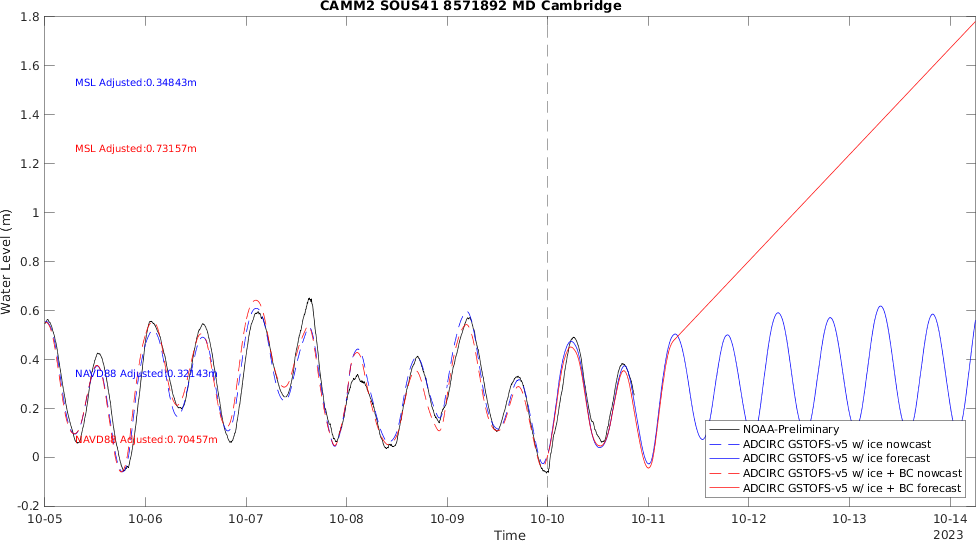 CAMM2 SOUS41 8571892 MD Cambridge
1.8
1.6
1.4
1.2
1
0.8
0.6
0.4
0.2
0
-0.2
Water Level (m)
MSL Adjusted:0.34843m
MSL Adjusted:0.73157m
NAVD88 Adjusted:0.32143m
NAVD88 Adjusted:0.70457m
NOAA-Preliminary
ADCIRC GSTOFS-v5 w/ ice nowcast
ADCIRC GSTOFS-v5 w/ ice forecast
ADCIRC GSTOFS-v5 w/ ice + BC nowcast
ADCIRC GSTOFS-v5 w/ ice + BC forecast
10-05 10-06 10-07 10-08 10-09 10-10 10-11 10-12 10-13 10-14
Time
2023